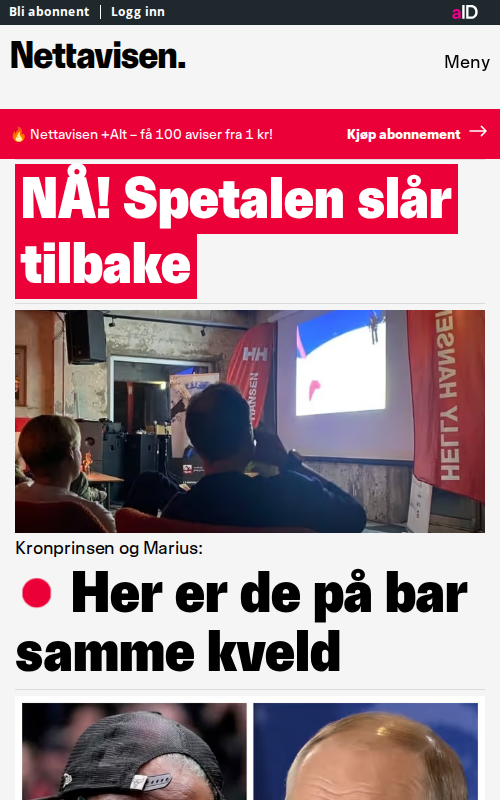 Bli abonnent | Logg inn
aID
Nettavisen.
Meny
🔥 Nettavisen +Alt – få 100 aviser fra 1 kr!
Kjøp abonnement →
NÅ! Spetalen slår
tilbake
HH
HANSEN
HELLY HANSEN
Kronprinsen og Marius:
Her er de på bar
samme kveld